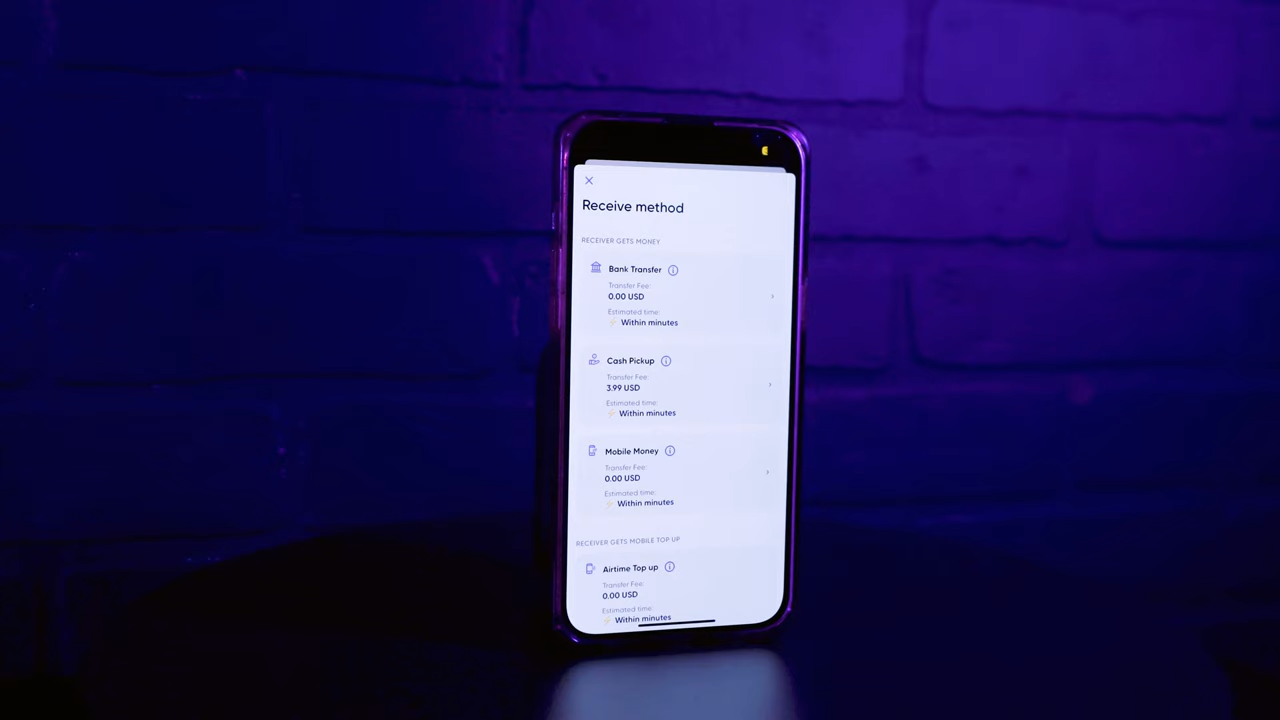 Receive method
RECEIVER GETS MONEY
Bank Transfer
Transfer Fee:
0.00 USD
Estimated time:
Within minutes
Cash Pickup
Transfer Fee:
3.99 USD
Estimated time:
Within minutes
Mobile Money
Transfer Fee:
0.00 USD
Estimated time:
Within minutes
RECEIVER GETS MOBILE TOP UP
Airtime Top up
Transfer Fee:
0.00 USD
Estimated time:
Within minutes